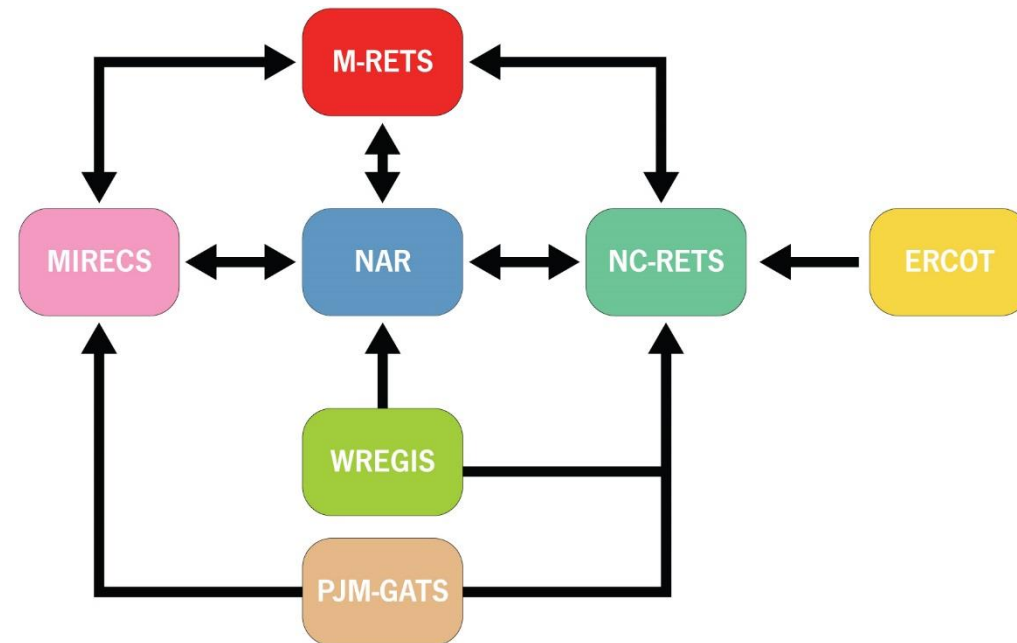 M-RETS
MIRECS
NAR
NC-RETS
ERCOT
WREGIS
PJM-GATS